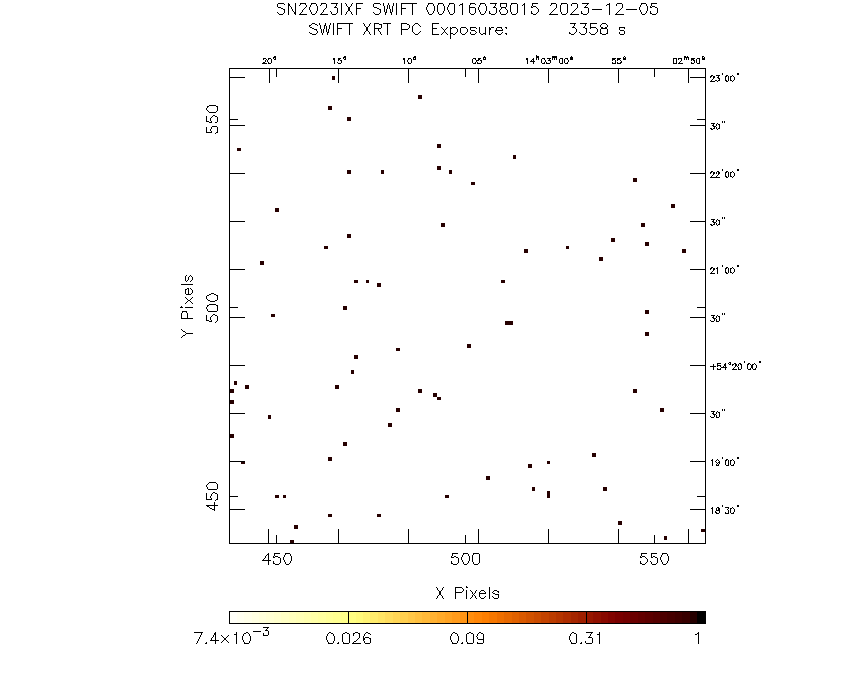 SN2023IXF SWIFT 00016038015 2023-12-05
SWIFT XRT PC Exposure: 3358 s
20ˢ 15ˢ 10ˢ 05ˢ 14ʰ03ᵐ00ˢ 55ˢ 02ᵐ50ˢ
23'00"
550
30"
22'00"
30"
21'00"
500
30"
+54°20'00"
30"
19'00"
450
18'30"
Y Pixels
450 500 550
X Pixels
7.4×10⁻³ 0.026 0.09 0.31 1